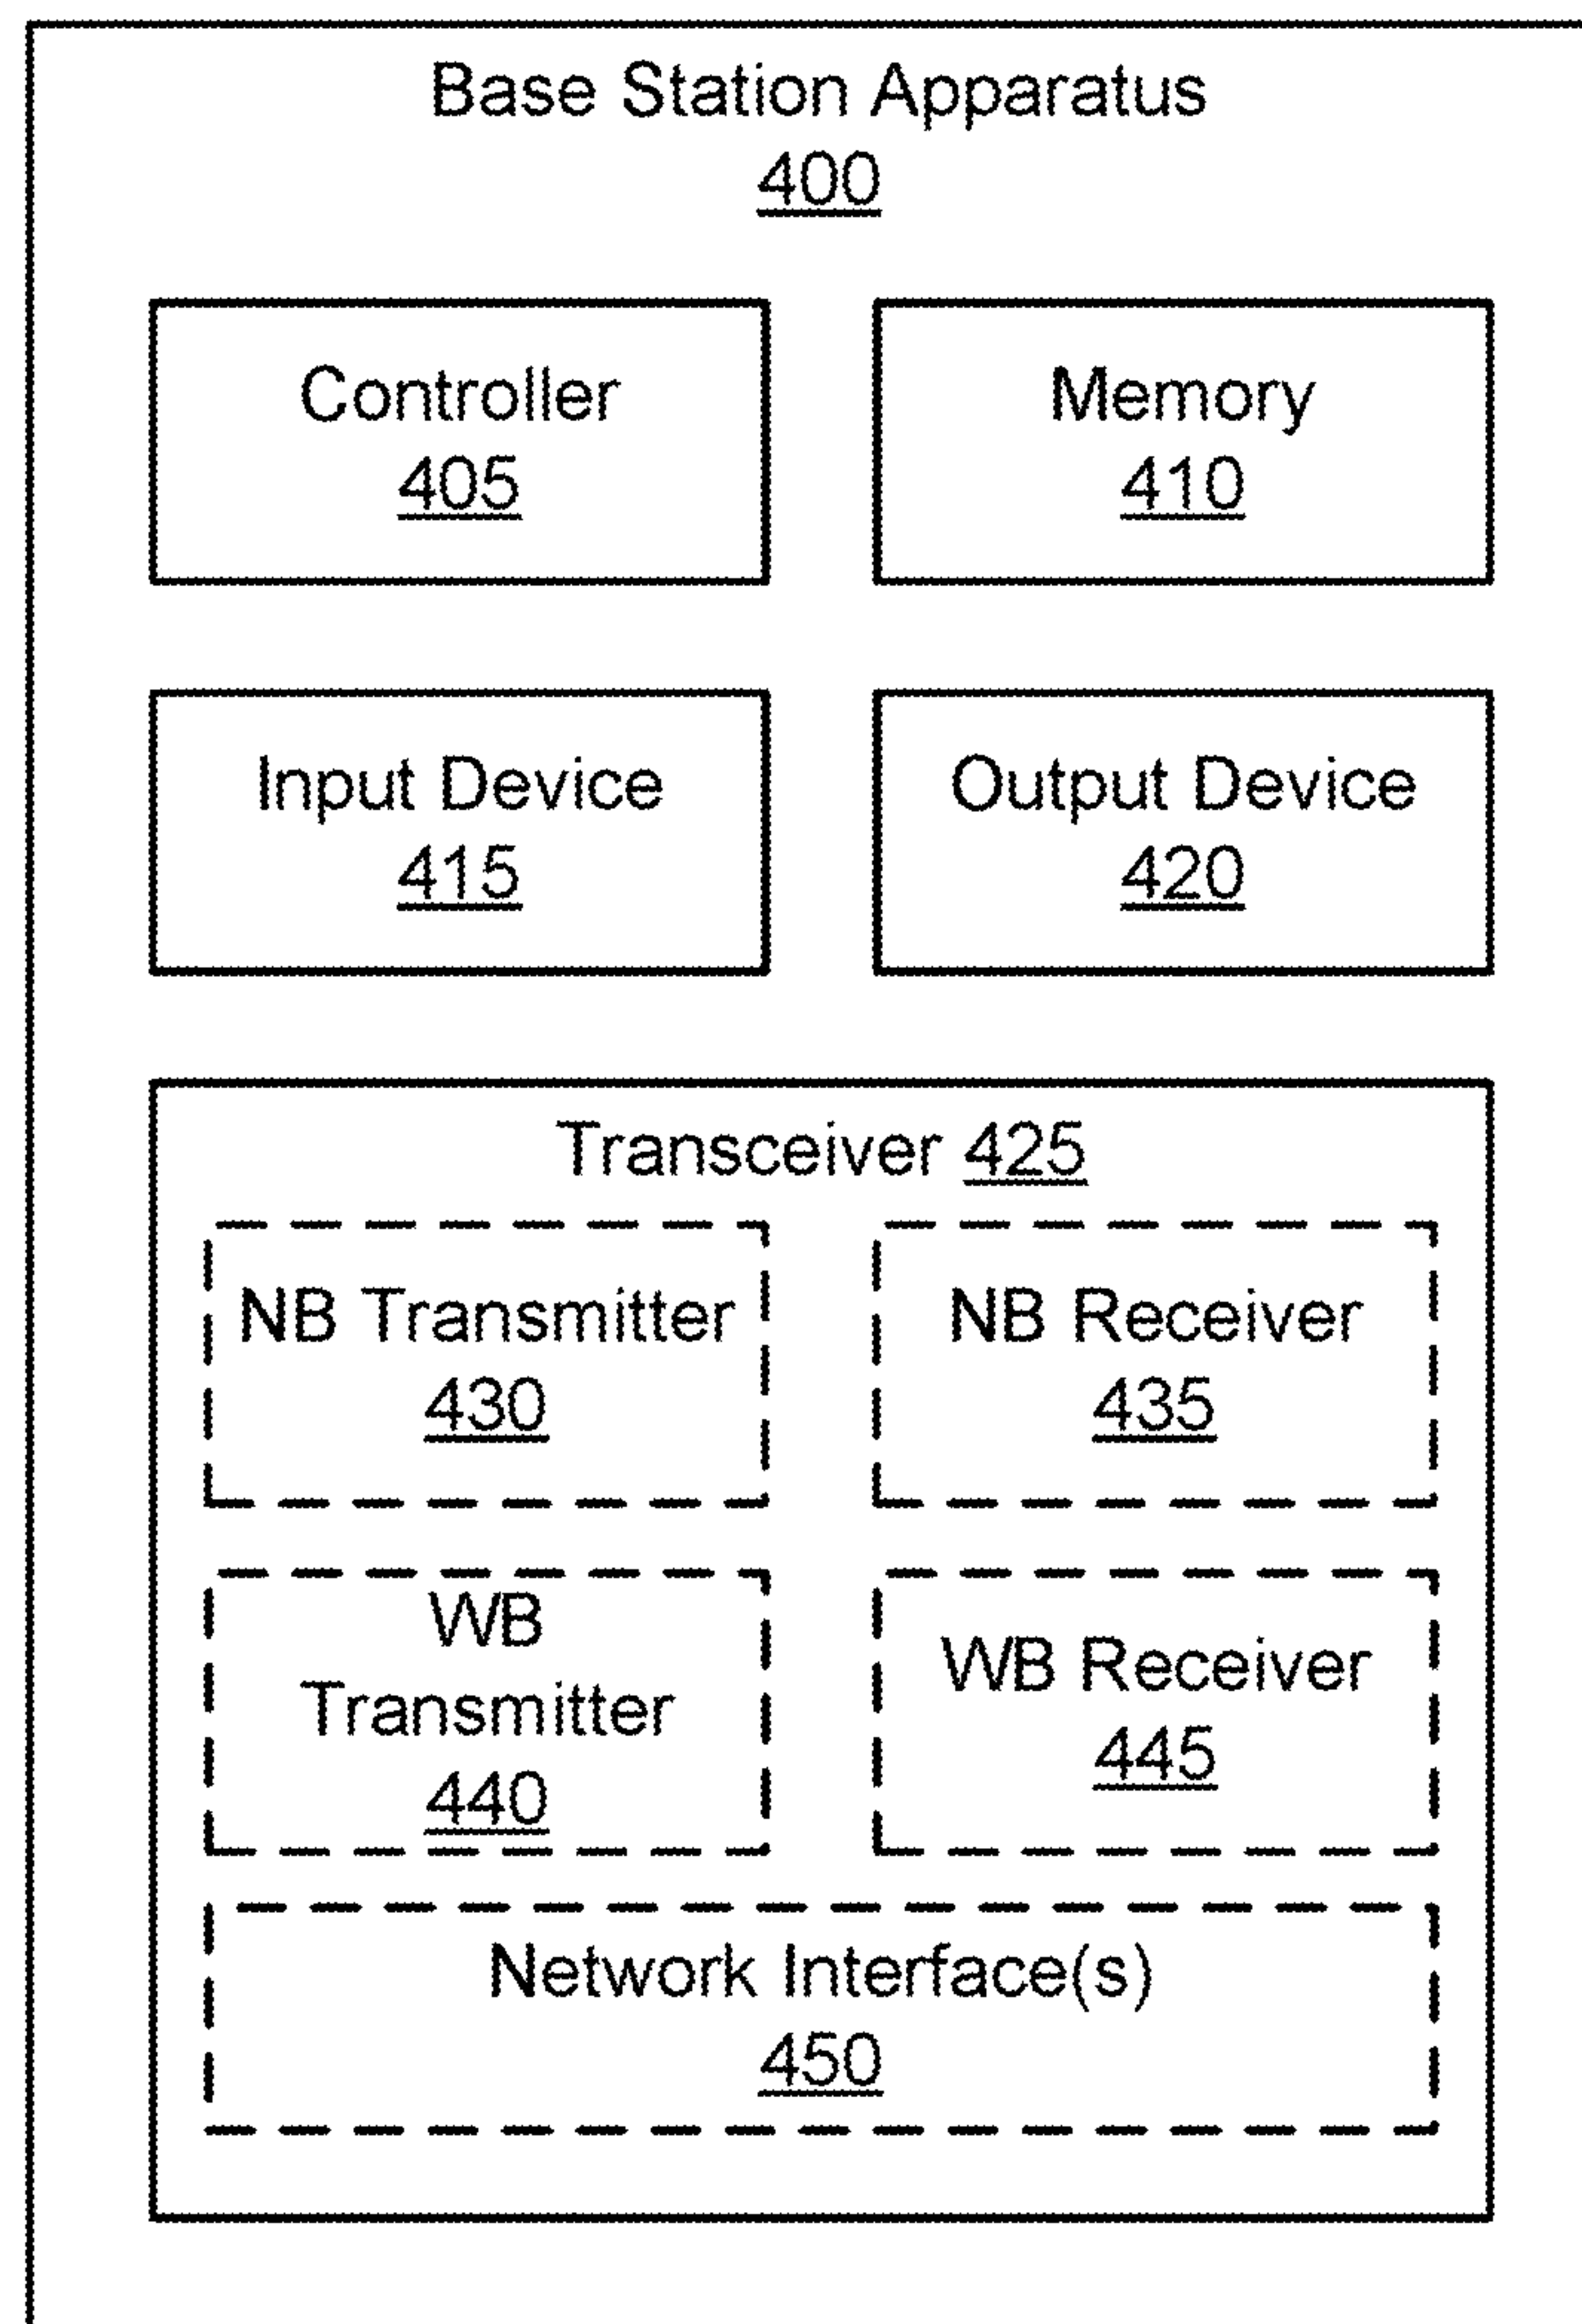 Base Station Apparatus
400
Controller
405
Memory
410
Input Device
415
Output Device
420
Transceiver 425
NB Transmitter
430
NB Receiver
435
WB
Transmitter
440
WB Receiver
445
Network Interface(s)
450